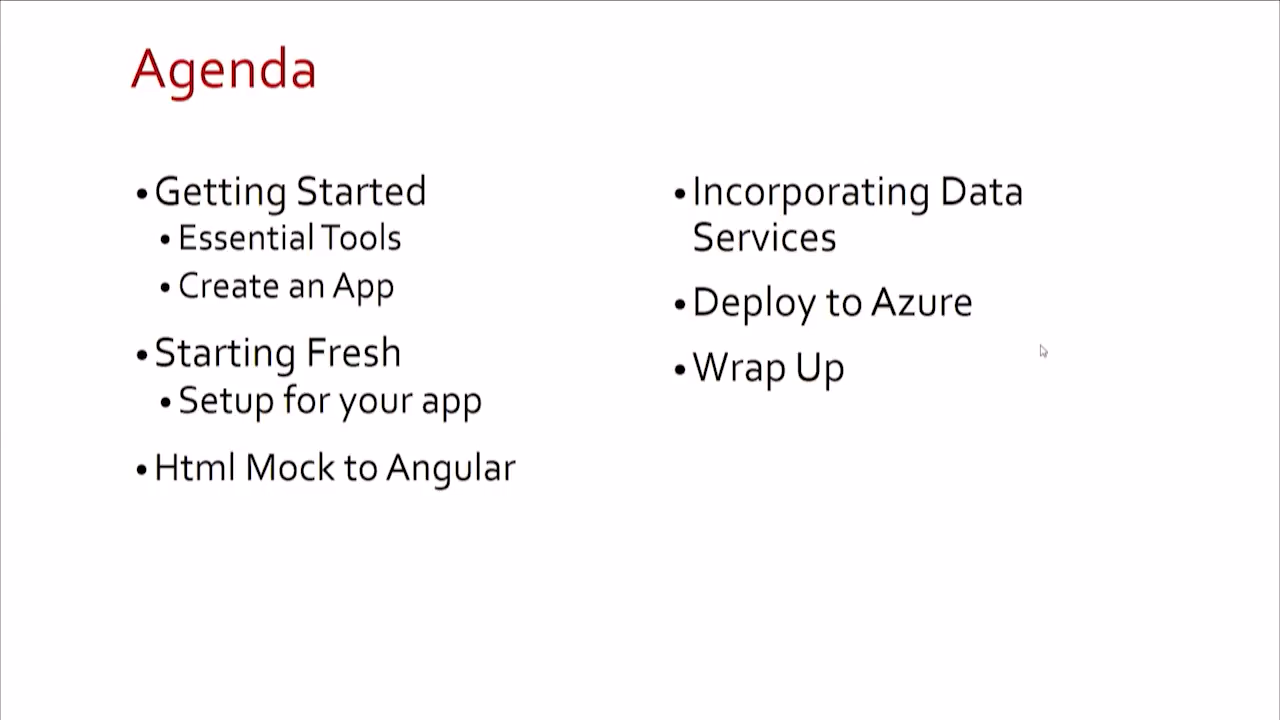 Agenda
• Getting Started
• Essential Tools
• Create an App
• Starting Fresh
• Setup for your app
• Html Mock to Angular
• Incorporating Data
Services
• Deploy to Azure
• Wrap Up